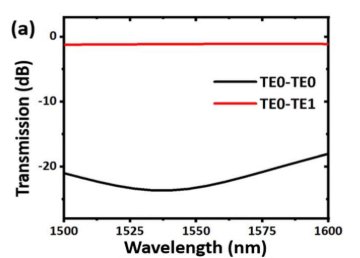 (a)
0
-10
-20
Transmission (dB)
TE0-TE0
TE0-TE1
1500 1525 1550 1575 1600
Wavelength (nm)